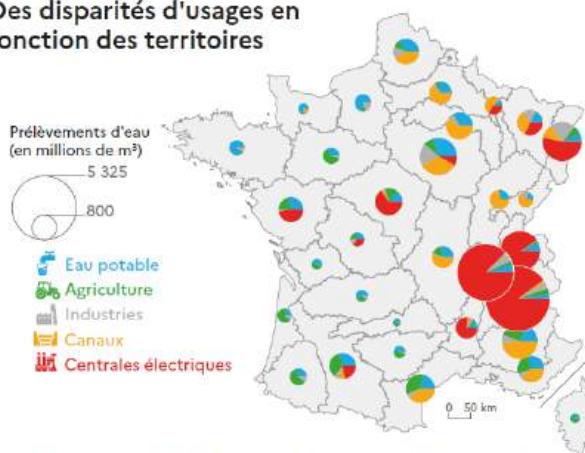 Des disparités d'usages en
fonction des territoires
Prélèvements d'eau
(en millions de m³)
5 325
800
Eau potable
Agriculture
Industries
Canaux
Centrales électriques
0 50 km